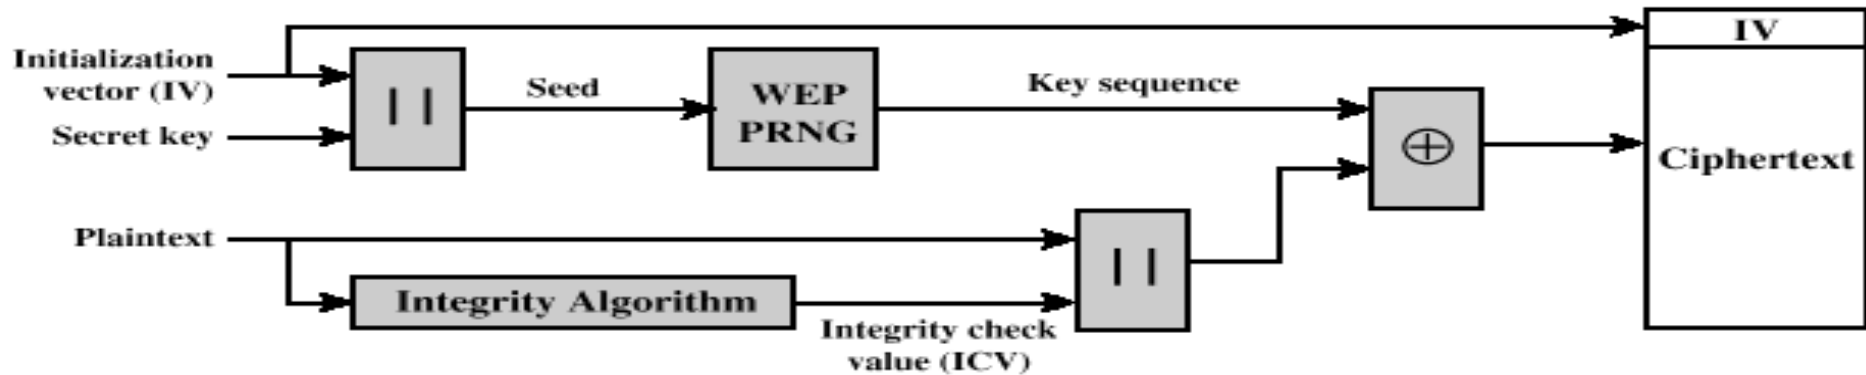 IV
Initialization
vector (IV)
Seed
WEP
PRNG
Key sequence
| |
Secret key
⊕
Ciphertext
Plaintext
| |
Integrity Algorithm
Integrity check
value (ICV)